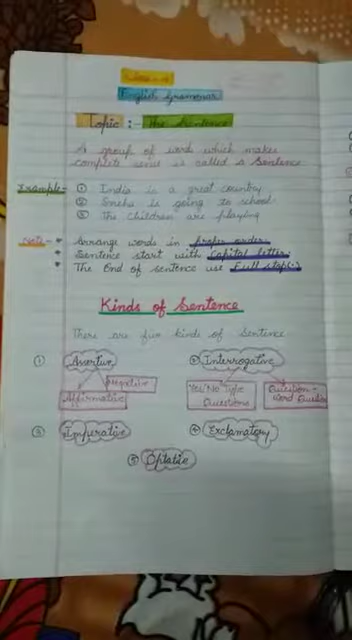 English Grammar
Topic :- The Sentence
A group of word which makes
complete sense is called a Sentence
Example- ① India is a great country
② Sneha is going to school
③ The children are playing
Note- Arrange words in proper order.
Sentence start with Capital letter.
The End of sentence use Full stop(.)
Kinds of Sentence
There are five kinds of sentence
① Assertive ② Interrogative
Negative
Affirmative
Yes/No Type
Questions
Question-
word Question
③ Imperative ④ Exclamatory
⑤ Optative